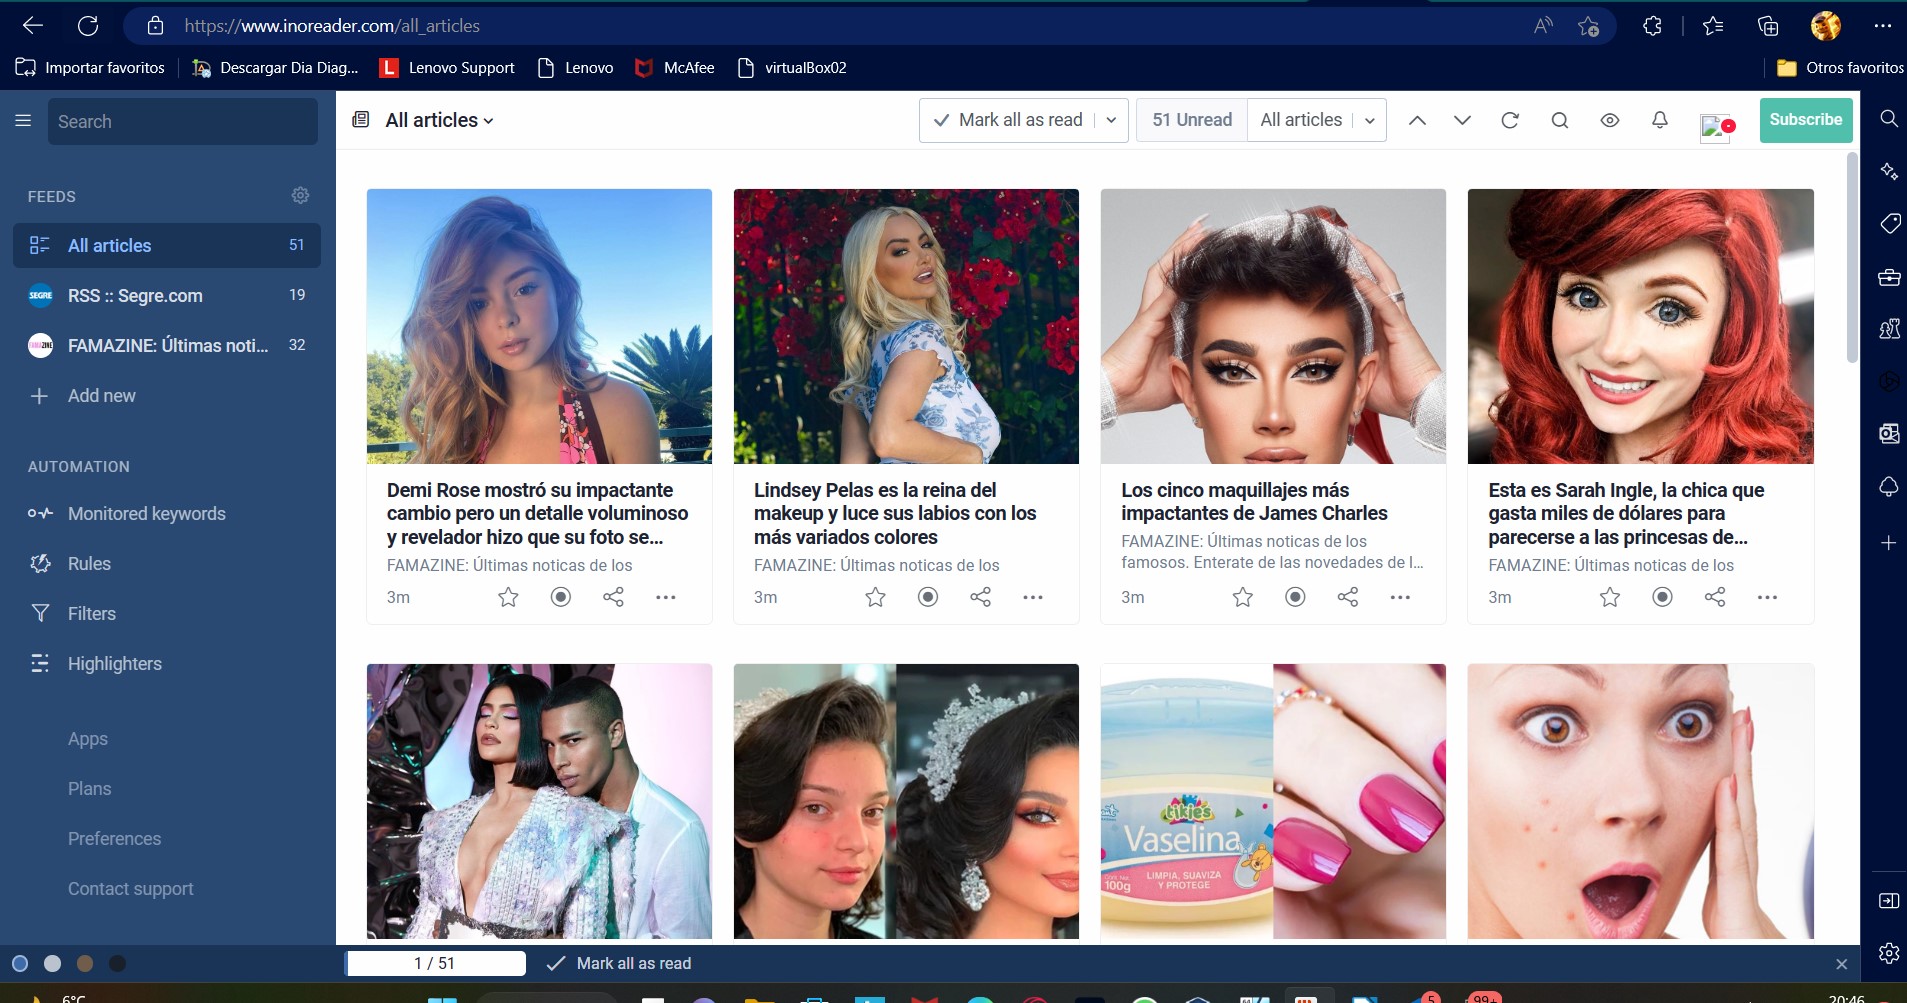 https://www.inoreader.com/all_articles
Importar favoritos
Descargar Dia Diag...
Lenovo Support
Lenovo
McAfee
virtualBox02
Otros favoritos
Search
All articles
Mark all as read
51 Unread
All articles
Subscribe
FEEDS
All articles 51
SEGRE
RSS :: Segre.com 19
FAMAZINE: Últimas noti... 32
Add new
AUTOMATION
Monitored keywords
Rules
Filters
Highlighters
Apps
Plans
Preferences
Contact support
Demi Rose mostró su impactante
cambio pero un detalle voluminoso
y revelador hizo que su foto se...
FAMAZINE: Últimas noticas de los
3m
Lindsey Pelas es la reina del
makeup y luce sus labios con los
más variados colores
FAMAZINE: Últimas noticas de los
3m
Los cinco maquillajes más
impactantes de James Charles
FAMAZINE: Últimas noticas de los
famosos. Enterate de las novedades de l...
3m
Esta es Sarah Ingle, la chica que
gasta miles de dólares para
parecerse a las princesas de...
FAMAZINE: Últimas noticas de los
3m
tikjes
Vaselina
LIMPIA, SUAVIZA
Y PROTEGE
100g
1 / 51
Mark all as read
6°C
5
99+
20:46